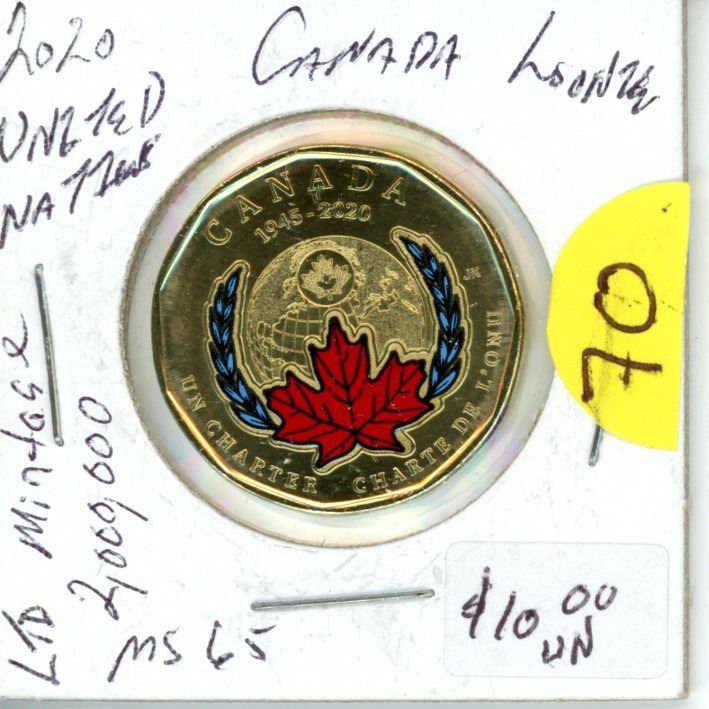 2020
UNITED
NATIONS
CANADA LOONIE
CANADA
1945-2020
JK
UN CHARTER CHARTE DE L'ONU
70
LTD Mintage
2,000,000
MS 65
$10.00
UN